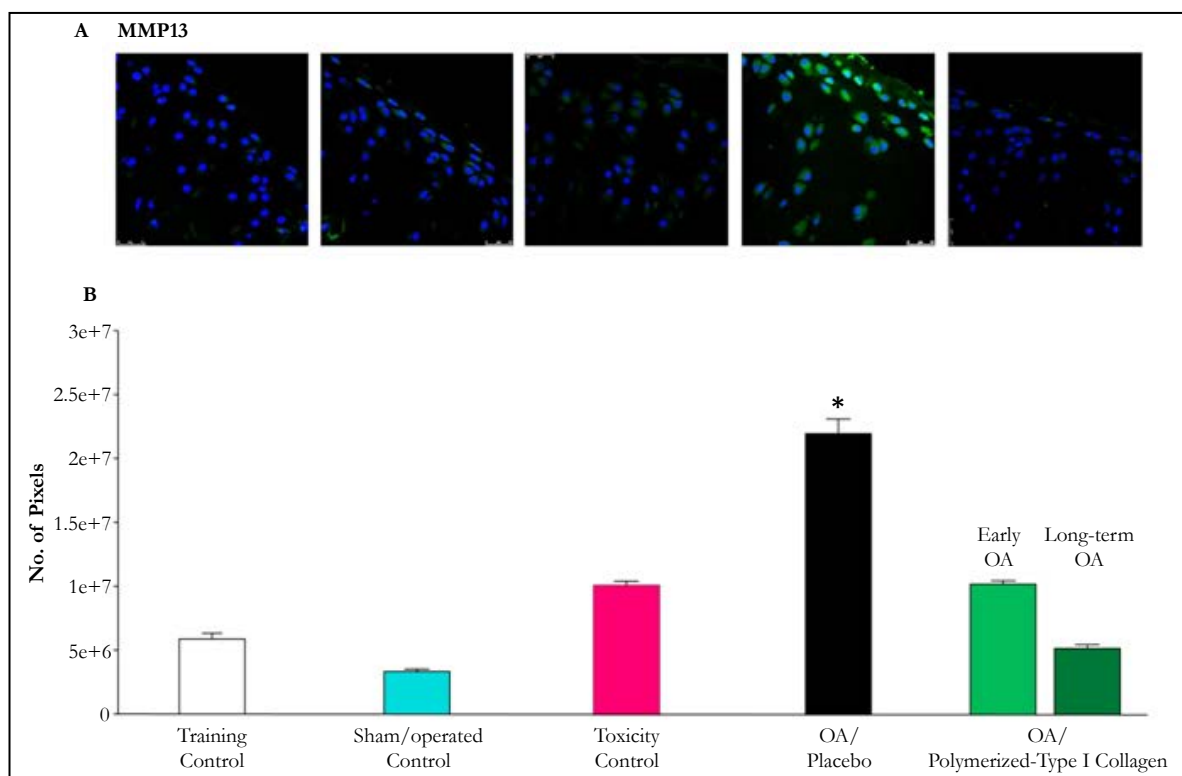 A MMP13
B
3e+7
2.5e+7
2e+7
1.5e+7
1e+7
5e+6
0
No. of Pixels
*
Early
OA
Long-term
OA
Training
Control
Sham/operated
Control
Toxicity
Control
OA/
Placebo
OA/
Polymerized-Type I Collagen